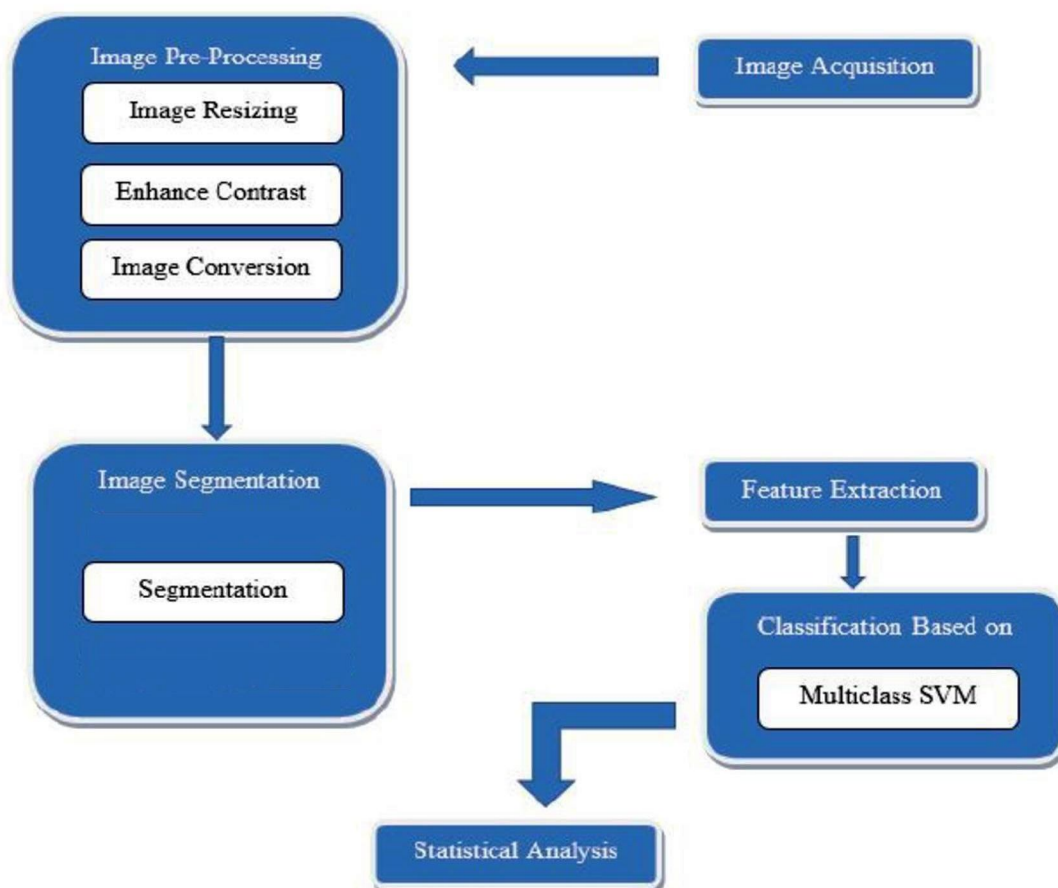 Image Pre-Processing
Image Acquisition
Image Resizing
Enhance Contrast
Image Conversion
Image Segmentation
Segmentation
Feature Extraction
Classification Based on
Multiclass SVM
Statistical Analysis